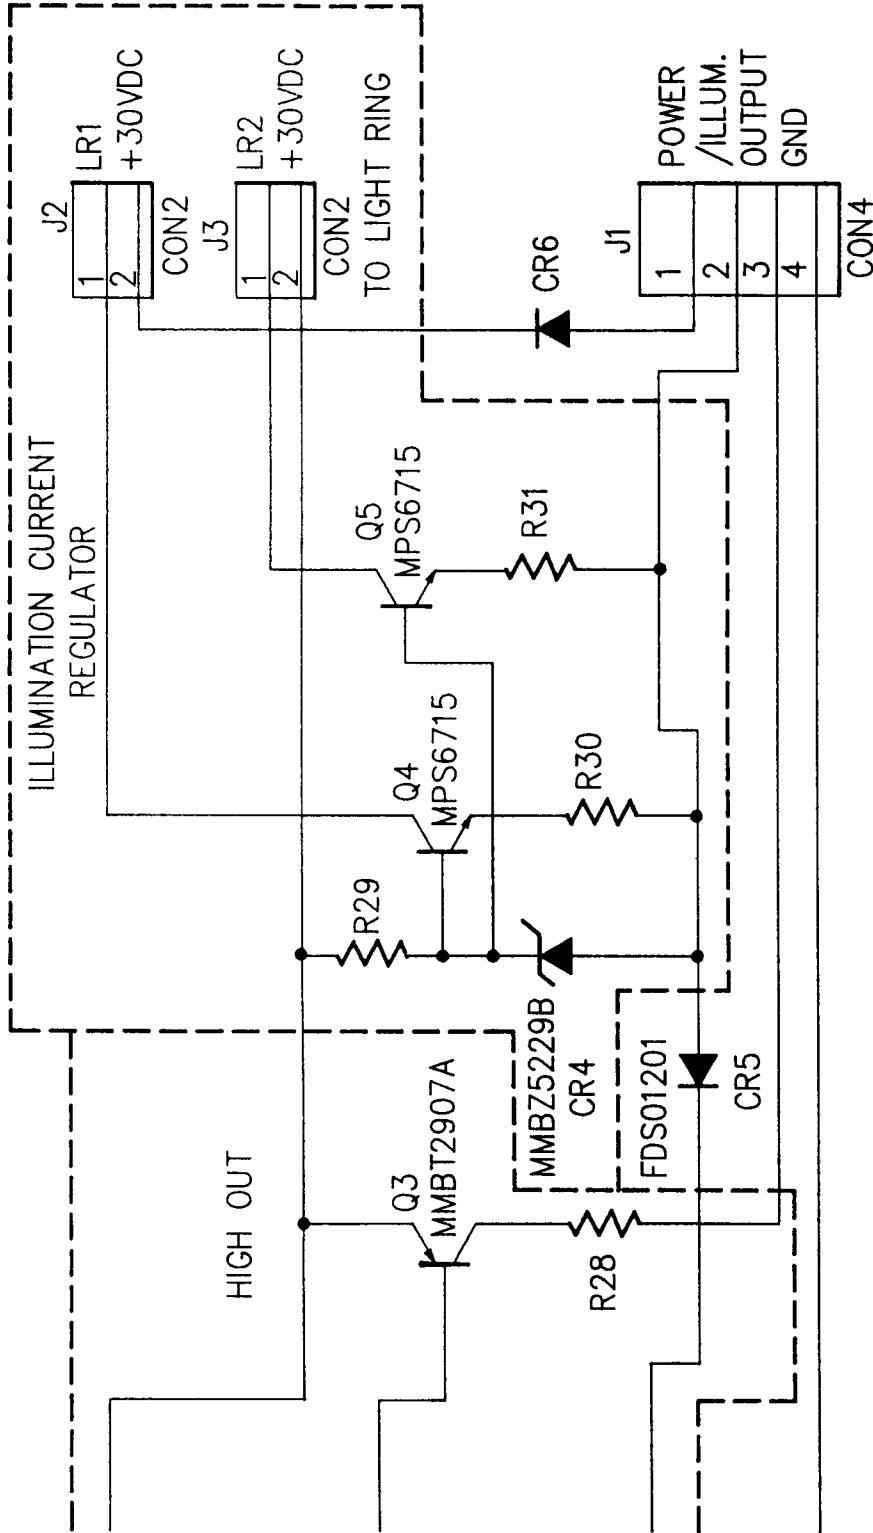 J2
LR1
+30VDC
1
2
CON2
J3
LR2
+30VDC
1
2
CON2
TO LIGHT RING
CR6
J1
POWER
/ILLUM.
OUTPUT
GND
1
2
3
4
CON4
ILLUMINATION CURRENT
REGULATOR
Q5
MPS6715
R31
Q4
MPS6715
R30
R29
MMBZ5229B
CR4
FDSO1201
CR5
HIGH OUT
Q3
MMBT2907A
R28